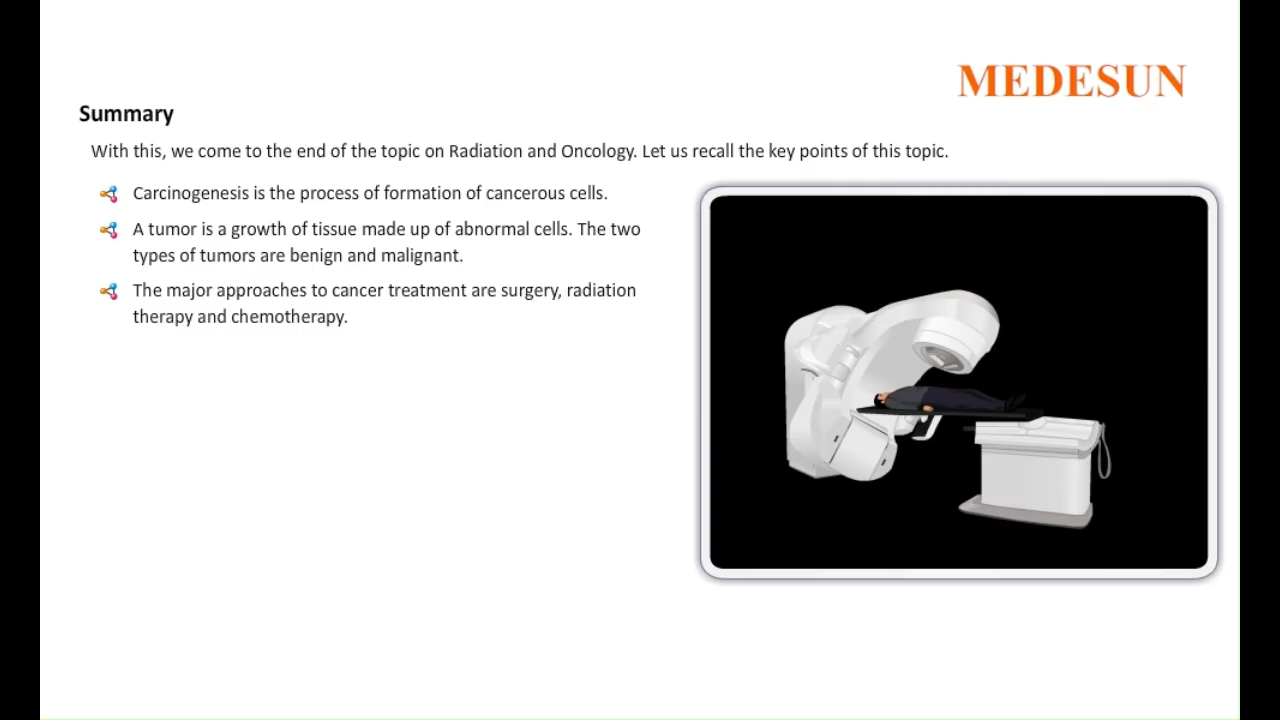 MEDESUN
Summary
With this, we come to the end of the topic on Radiation and Oncology. Let us recall the key points of this topic.
Carcinogenesis is the process of formation of cancerous cells.
A tumor is a growth of tissue made up of abnormal cells. The two
types of tumors are benign and malignant.
The major approaches to cancer treatment are surgery, radiation
therapy and chemotherapy.